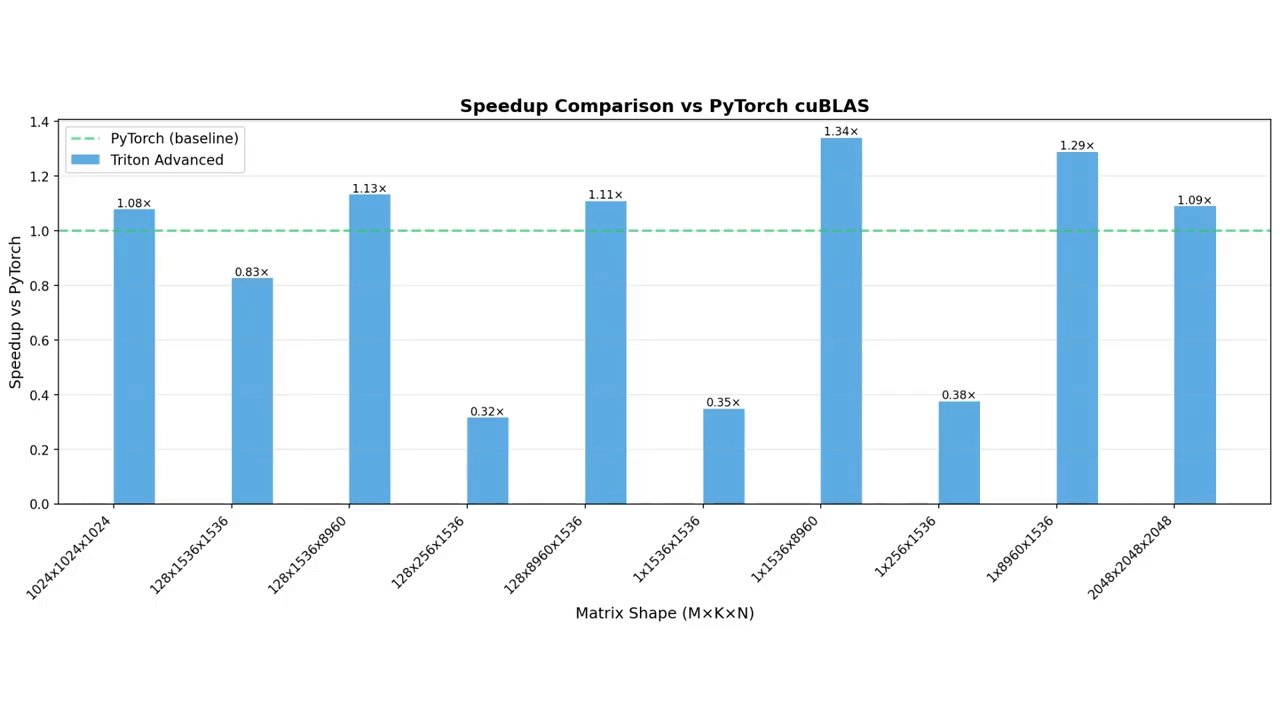 Speedup Comparison vs PyTorch cuBLAS
PyTorch (baseline)
Triton Advanced
Speedup vs PyTorch
1.4
1.2
1.0
0.8
0.6
0.4
0.2
0.0
1.08×
0.83×
1.13×
0.32×
1.11×
0.35×
1.34×
0.38×
1.29×
1.09×
1024x1024x1024
128x1536x1536
128x1536x8960
128x256x1536
128x8960x1536
1x1536x1536
1x1536x8960
1x256x1536
1x8960x1536
2048x2048x2048
Matrix Shape (M×K×N)